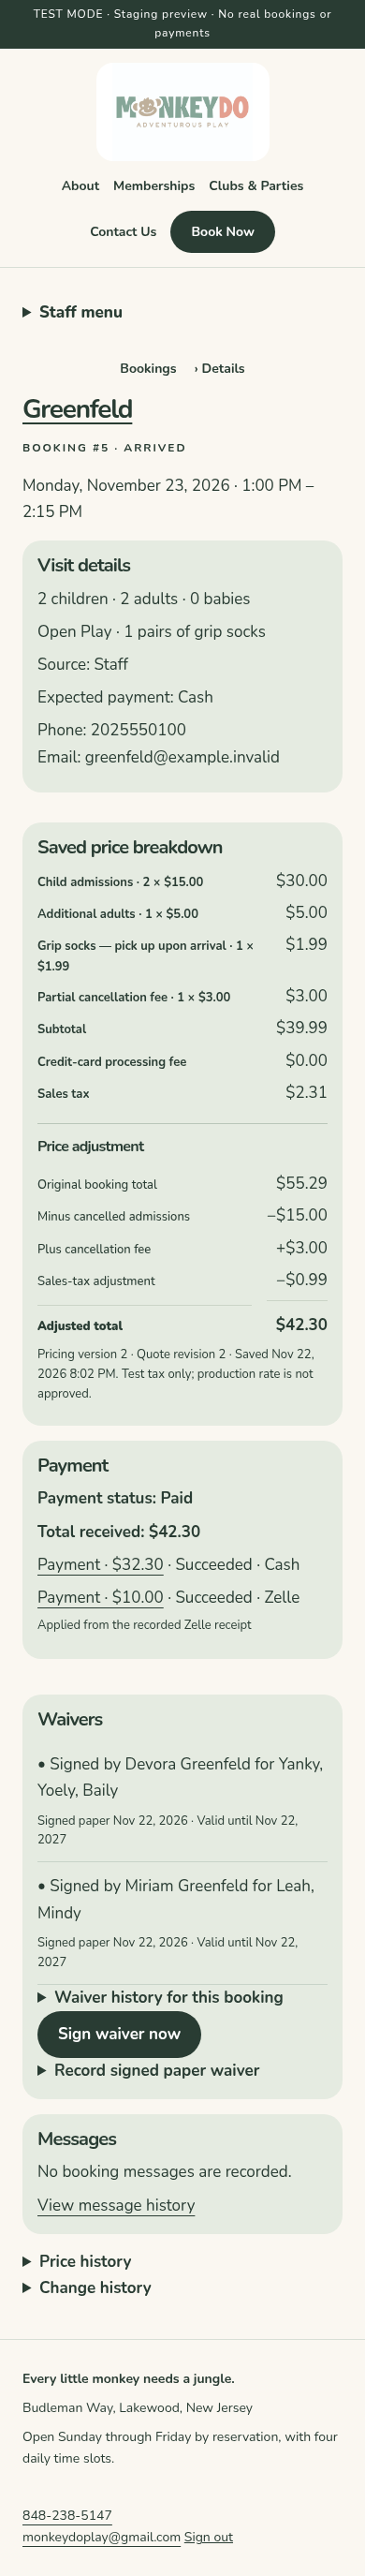 TEST MODE · Staging preview · No real bookings or
payments
MONKEYDO
ADVENTUROUS PLAY
About Memberships Clubs & Parties
Contact Us Book Now
▶ Staff menu
Bookings › Details
Greenfeld
BOOKING #5 · ARRIVED
Monday, November 23, 2026 · 1:00 PM –
2:15 PM
Visit details
2 children · 2 adults · 0 babies
Open Play · 1 pairs of grip socks
Source: Staff
Expected payment: Cash
Phone: 2025550100
Email: greenfeld@example.invalid
Saved price breakdown
Child admissions · 2 × $15.00 $30.00
Additional adults · 1 × $5.00 $5.00
Grip socks — pick up upon arrival · 1 × $1.99
$1.99
Partial cancellation fee · 1 × $3.00 $3.00
Subtotal $39.99
Credit-card processing fee $0.00
Sales tax $2.31
Price adjustment
Original booking total $55.29
Minus cancelled admissions −$15.00
Plus cancellation fee +$3.00
Sales-tax adjustment −$0.99
Adjusted total $42.30
Pricing version 2 · Quote revision 2 · Saved Nov 22,
2026 8:02 PM. Test tax only; production rate is not
approved.
Payment
Payment status: Paid
Total received: $42.30
Payment · $32.30 · Succeeded · Cash
Payment · $10.00 · Succeeded · Zelle
Applied from the recorded Zelle receipt
Waivers
• Signed by Devora Greenfeld for Yanky,
Yoely, Baily
Signed paper Nov 22, 2026 · Valid until Nov 22,
2027
• Signed by Miriam Greenfeld for Leah,
Mindy
Signed paper Nov 22, 2026 · Valid until Nov 22,
2027
▶ Waiver history for this booking
Sign waiver now
▶ Record signed paper waiver
Messages
No booking messages are recorded.
View message history
▶ Price history
▶ Change history
Every little monkey needs a jungle.
Budleman Way, Lakewood, New Jersey
Open Sunday through Friday by reservation, with four
daily time slots.
848-238-5147
monkeydoplay@gmail.com Sign out